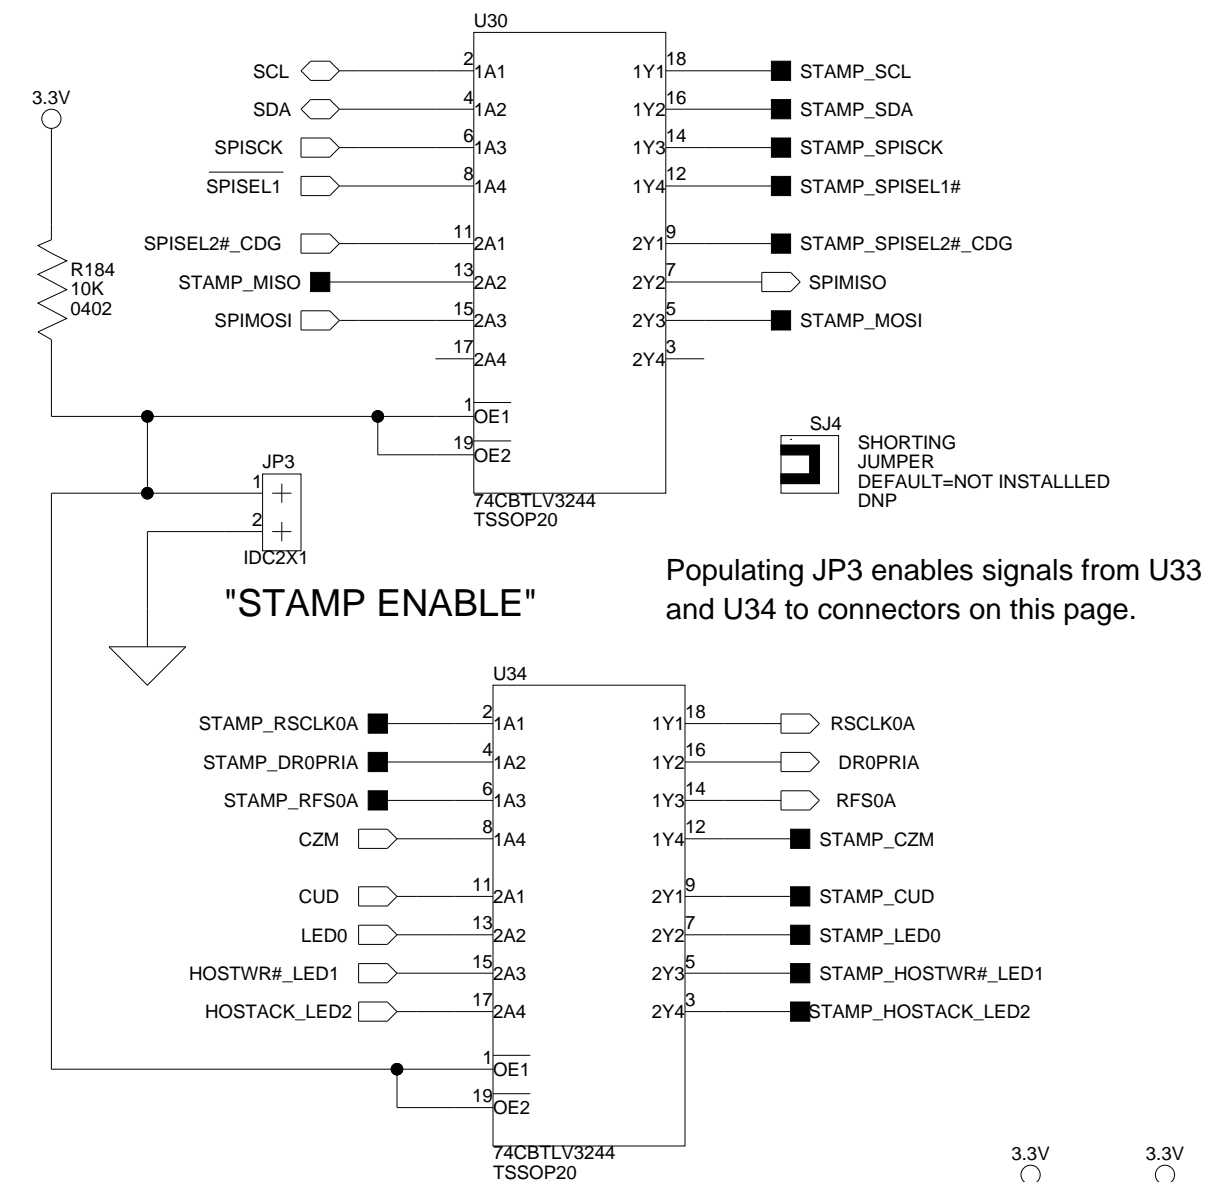 U30
SCL 2 1A1 1Y1 18 STAMP_SCL
3.3V
SDA 4 1A2 1Y2 16 STAMP_SDA
SPISCK 6 1A3 1Y3 14 STAMP_SPISCK
SPISEL1 8 1A4 1Y4 12 STAMP_SPISEL1#
SPISEL2#_CDG 11 2A1 2Y1 9 STAMP_SPISEL2#_CDG
R184
10K
0402
STAMP_MISO 13 2A2 2Y2 7 SPIMISO
SPIMOSI 15 2A3 2Y3 5 STAMP_MOSI
17 2A4 2Y4 3
1 OE1
19 OE2
74CBTLV3244
TSSOP20
SJ4
SHORTING
JUMPER
DEFAULT=NOT INSTALLLED
DNP
JP3
1
2
IDC2X1
"STAMP ENABLE"
Populating JP3 enables signals from U33
and U34 to connectors on this page.
U34
STAMP_RSCLK0A 2 1A1 1Y1 18 RSCLK0A
STAMP_DR0PRIA 4 1A2 1Y2 16 DR0PRIA
STAMP_RFS0A 6 1A3 1Y3 14 RFS0A
CZM 8 1A4 1Y4 12 STAMP_CZM
CUD 11 2A1 2Y1 9 STAMP_CUD
LED0 13 2A2 2Y2 7 STAMP_LED0
HOSTWR#_LED1 15 2A3 2Y3 5 STAMP_HOSTWR#_LED1
HOSTACK_LED2 17 2A4 2Y4 3 STAMP_HOSTACK_LED2
1 OE1
19 OE2
74CBTLV3244
TSSOP20
3.3V 3.3V